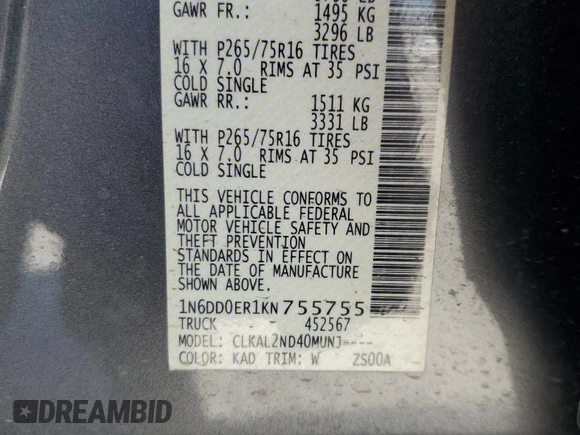 GAWR FR.: 1495 KG
3296 LB
WITH P265/75R16 TIRES
16 X 7.0 RIMS AT 35 PSI
COLD SINGLE
GAWR RR.: 1511 KG
3331 LB
WITH P265/75R16 TIRES
16 X 7.0 RIMS AT 35 PSI
COLD SINGLE
THIS VEHICLE CONFORMS TO
ALL APPLICABLE FEDERAL
MOTOR VEHICLE SAFETY AND
THEFT PREVENTION
STANDARDS IN EFFECT ON
THE DATE OF MANUFACTURE
SHOWN ABOVE.
1N6DD0ER1KN755755
TRUCK 452567
MODEL: CLKAL2ND40MUNJ----
COLOR: KAD TRIM: W ZS00A
DREAMBID